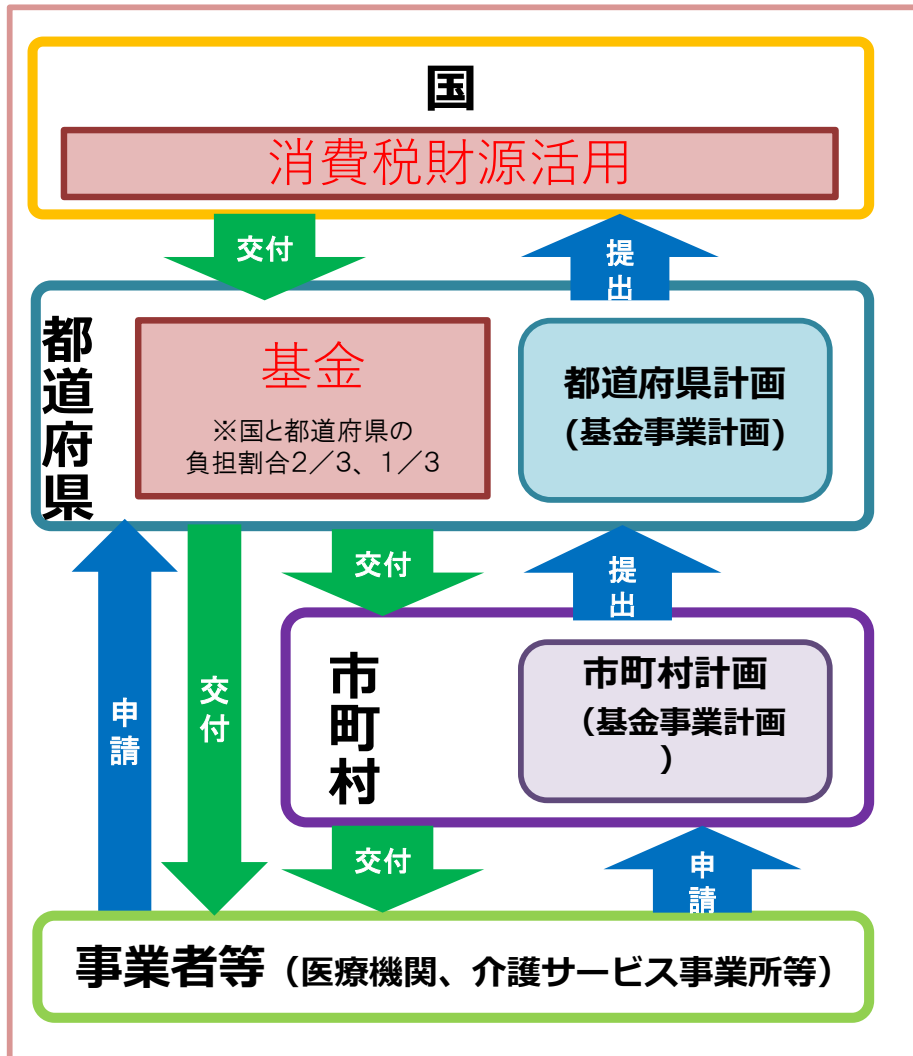 国
消費税財源活用
交付
提
出
都
道
府
県
基金
※国と都道府県の
負担割合2／3、1／3
都道府県計画
(基金事業計画)
交付
提
出
申
請
交
付
市
町
村
市町村計画
（基金事業計画
）
交付
申
請
事業者等（医療機関、介護サービス事業所等）